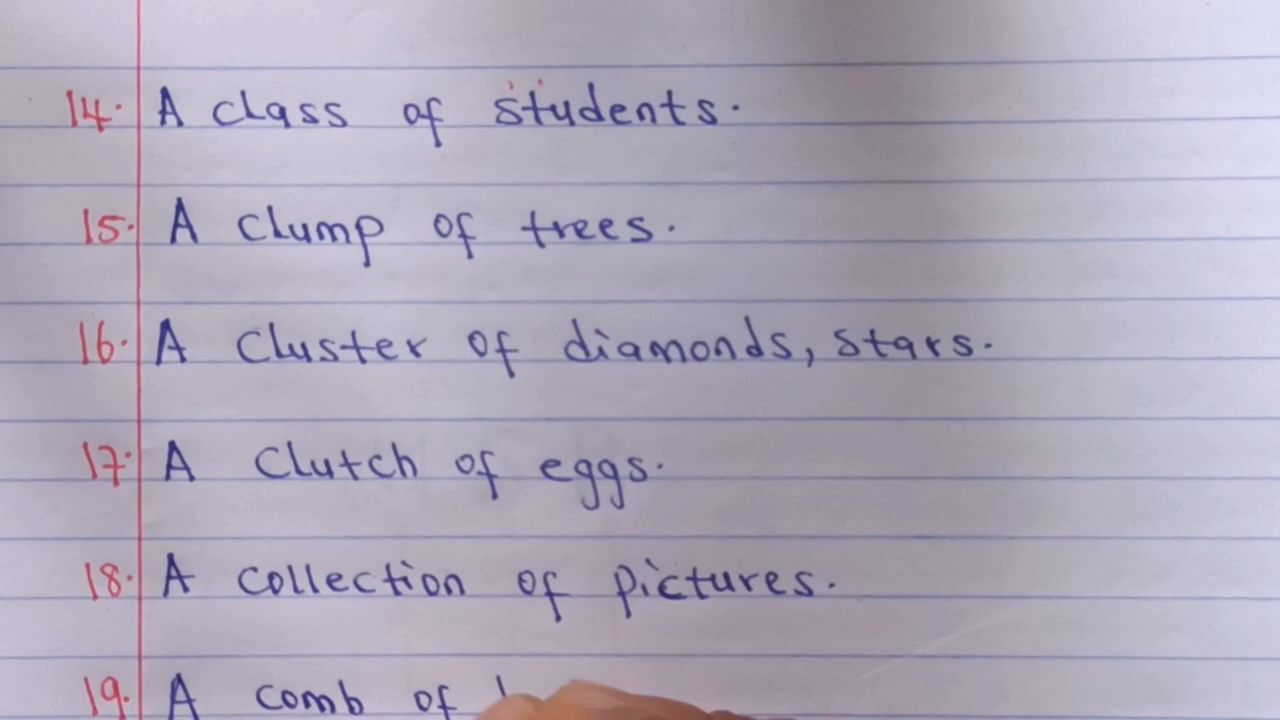 14. A class of students.
15. A clump of trees.
16. A cluster of diamonds, stars.
17. A clutch of eggs.
18. A collection of pictures.
19. A comb of